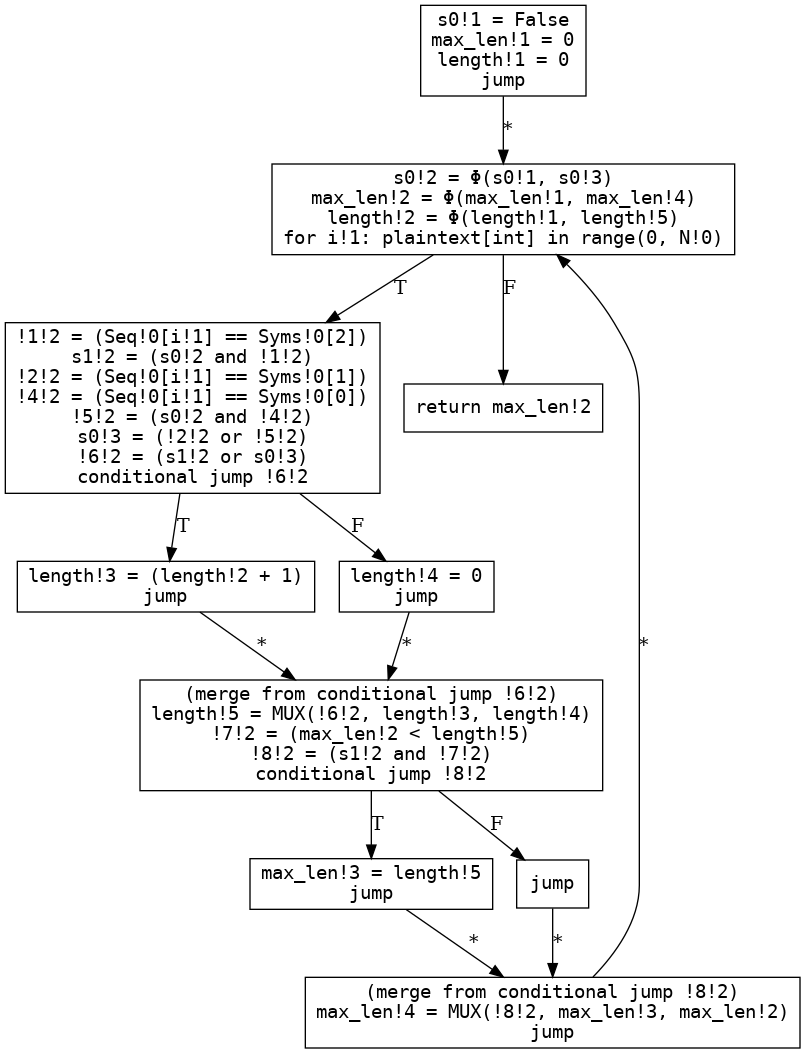 s0!1 = False
max_len!1 = 0
length!1 = 0
jump
*
s0!2 = Φ(s0!1, s0!3)
max_len!2 = Φ(max_len!1, max_len!4)
length!2 = Φ(length!1, length!5)
for i!1: plaintext[int] in range(0, N!0)
T
F
!1!2 = (Seq!0[i!1] == Syms!0[2])
s1!2 = (s0!2 and !1!2)
!2!2 = (Seq!0[i!1] == Syms!0[1])
!4!2 = (Seq!0[i!1] == Syms!0[0])
!5!2 = (s0!2 and !4!2)
s0!3 = (!2!2 or !5!2)
!6!2 = (s1!2 or s0!3)
conditional jump !6!2
return max_len!2
T
F
length!3 = (length!2 + 1)
jump
length!4 = 0
jump
*
*
*
(merge from conditional jump !6!2)
length!5 = MUX(!6!2, length!3, length!4)
!7!2 = (max_len!2 < length!5)
!8!2 = (s1!2 and !7!2)
conditional jump !8!2
T
F
max_len!3 = length!5
jump
jump
*
*
(merge from conditional jump !8!2)
max_len!4 = MUX(!8!2, max_len!3, max_len!2)
jump